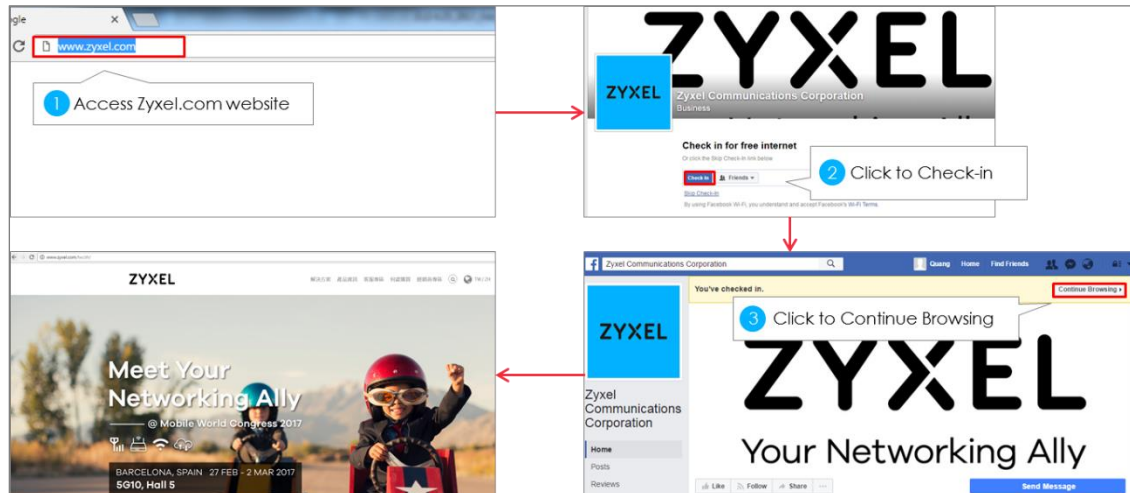 gle
www.zyxel.com
1 Access Zyxel.com website
ZYXEL
ZYXEL
Zyxel Communications Corporation
Business
Check in for free internet
Or click the Skip Check-in link below
Check In
Friends
2 Click to Check-in
Skip Check-in
By using Facebook Wi-Fi, you understand and accept Facebook's Wi-Fi Terms.
ZYXEL
Meet Your
Networking Ally
@ Mobile World Congress 2017
BARCELONA, SPAIN 27 FEB - 2 MAR 2017
5G10, Hall 5
Zyxel Communications Corporation
Quang Home Find Friends
You've checked in.
Continue Browsing
3 Click to Continue Browsing
ZYXEL
ZYXEL
Your Networking Ally
Zyxel
Communications
Corporation
Home
Posts
Reviews
Like Follow Share ...
Send Message